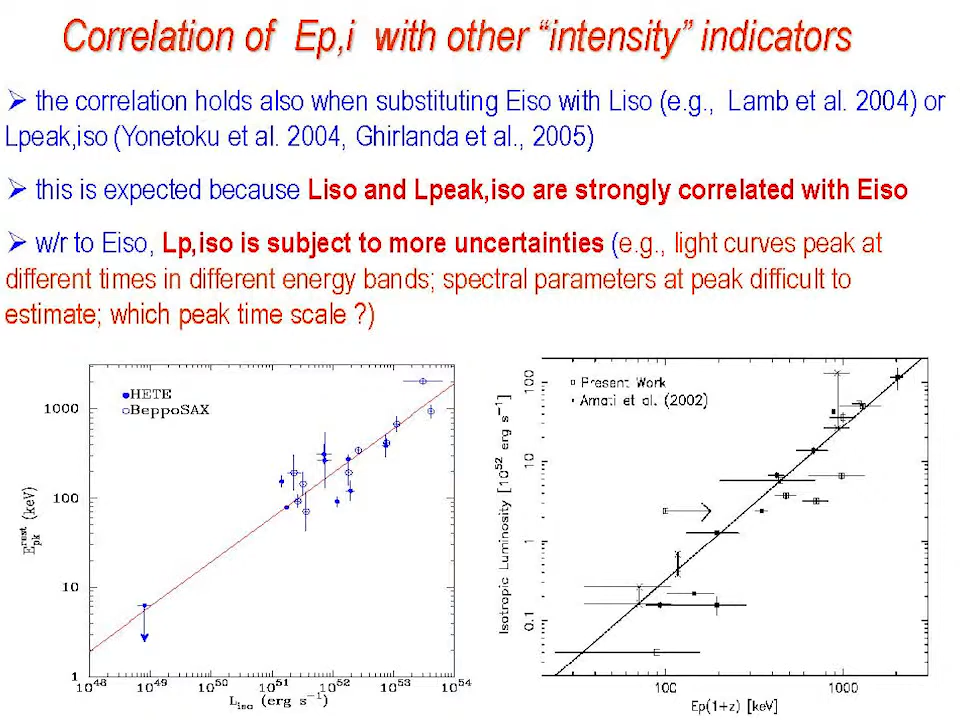 Correlation of Ep,i with other “intensity” indicators
➢ the correlation holds also when substituting Eiso with Liso (e.g., Lamb et al. 2004) or
Lpeak,iso (Yonetoku et al. 2004, Ghirlanda et al., 2005)
➢ this is expected because Liso and Lpeak,iso are strongly correlated with Eiso
➢ w/r to Eiso, Lp,iso is subject to more uncertainties (e.g., light curves peak at
different times in different energy bands; spectral parameters at peak difficult to
estimate; which peak time scale ?)
HETE
BeppoSAX
1000
100
10
1
E_pk^rest (keV)
10^48 10^49 10^50 10^51 10^52 10^53 10^54
L_iso (erg s^-1)
Present Work
Amati et al. (2002)
100
10
1
0.1
Isotropic Luminosity [10^52 erg s^-1]
100 1000
Ep(1+z) [keV]